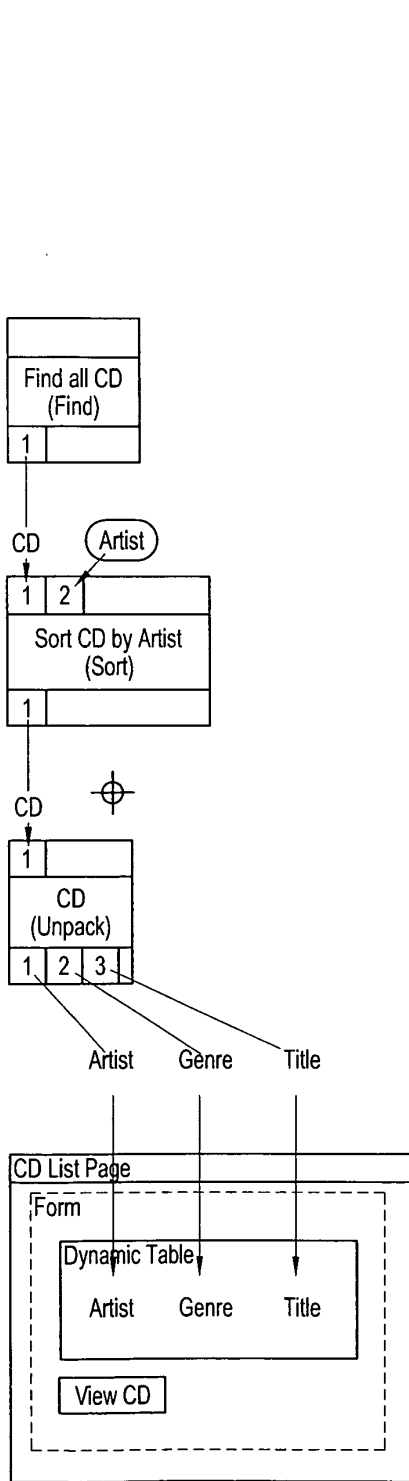 Find all CD
(Find)
1
CD
Artist
1 2
Sort CD by Artist
(Sort)
1
CD
1
CD
(Unpack)
1 2 3
Artist Genre Title
CD List Page
Form
Dynamic Table
Artist Genre Title
View CD